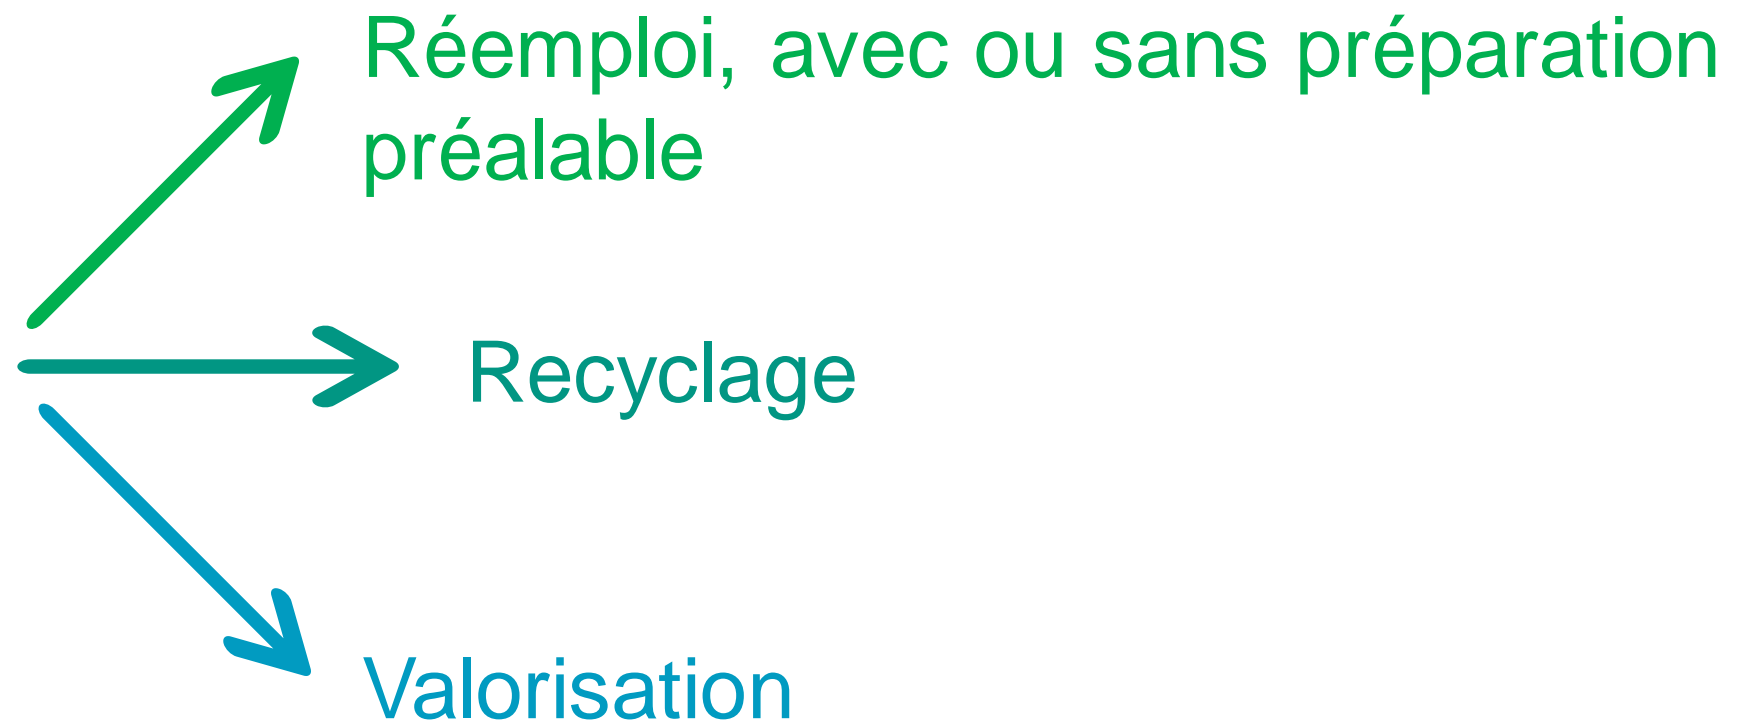 Réemploi, avec ou sans préparation
préalable
Recyclage
Valorisation